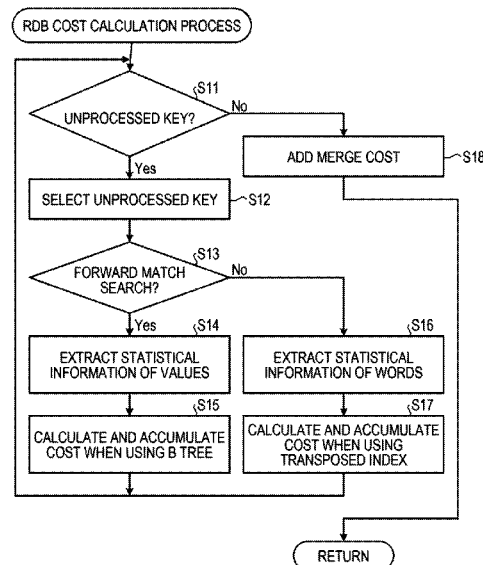 RDB COST CALCULATION PROCESS
S11
UNPROCESSED KEY?
No
Yes
ADD MERGE COST
S18
SELECT UNPROCESSED KEY
S12
S13
FORWARD MATCH
SEARCH?
No
Yes
S14
EXTRACT STATISTICAL
INFORMATION OF VALUES
S16
EXTRACT STATISTICAL
INFORMATION OF WORDS
S15
CALCULATE AND ACCUMULATE
COST WHEN USING B TREE
S17
CALCULATE AND ACCUMULATE
COST WHEN USING
TRANSPOSED INDEX
RETURN